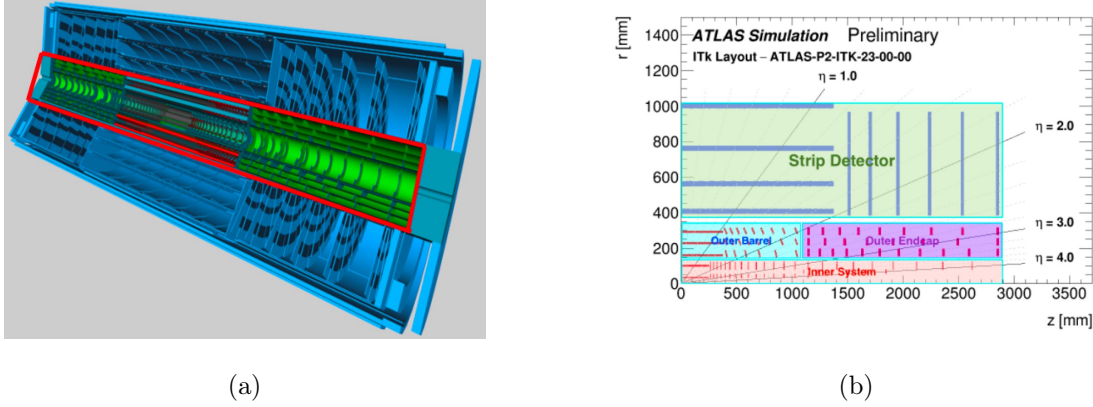 ATLAS Simulation Preliminary
ITk Layout – ATLAS-P2-ITK-23-00-00
r [mm]
1400
1200
1000
800
600
400
200
0
η = 1.0
η = 2.0
η = 3.0
η = 4.0
Strip Detector
Outer Barrel
Outer Endcap
Inner System
0 500 1000 1500 2000 2500 3000 3500
z [mm]
(a) (b)